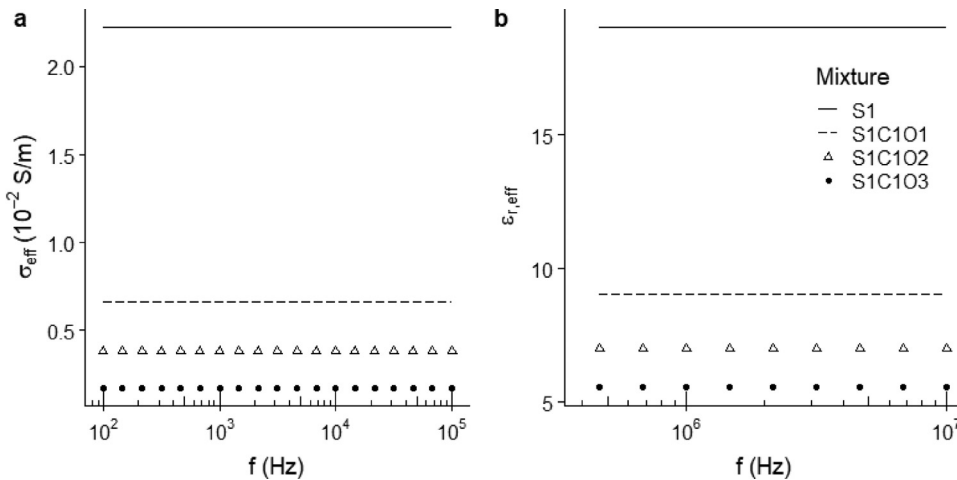 a
σeff (10⁻² S/m)
2.0
1.5
1.0
0.5
10² 10³ 10⁴ 10⁵
f (Hz)
b
εr,eff
15
10
5
Mixture
S1
S1C1O1
S1C1O2
S1C1O3
10⁶ 10⁷
f (Hz)